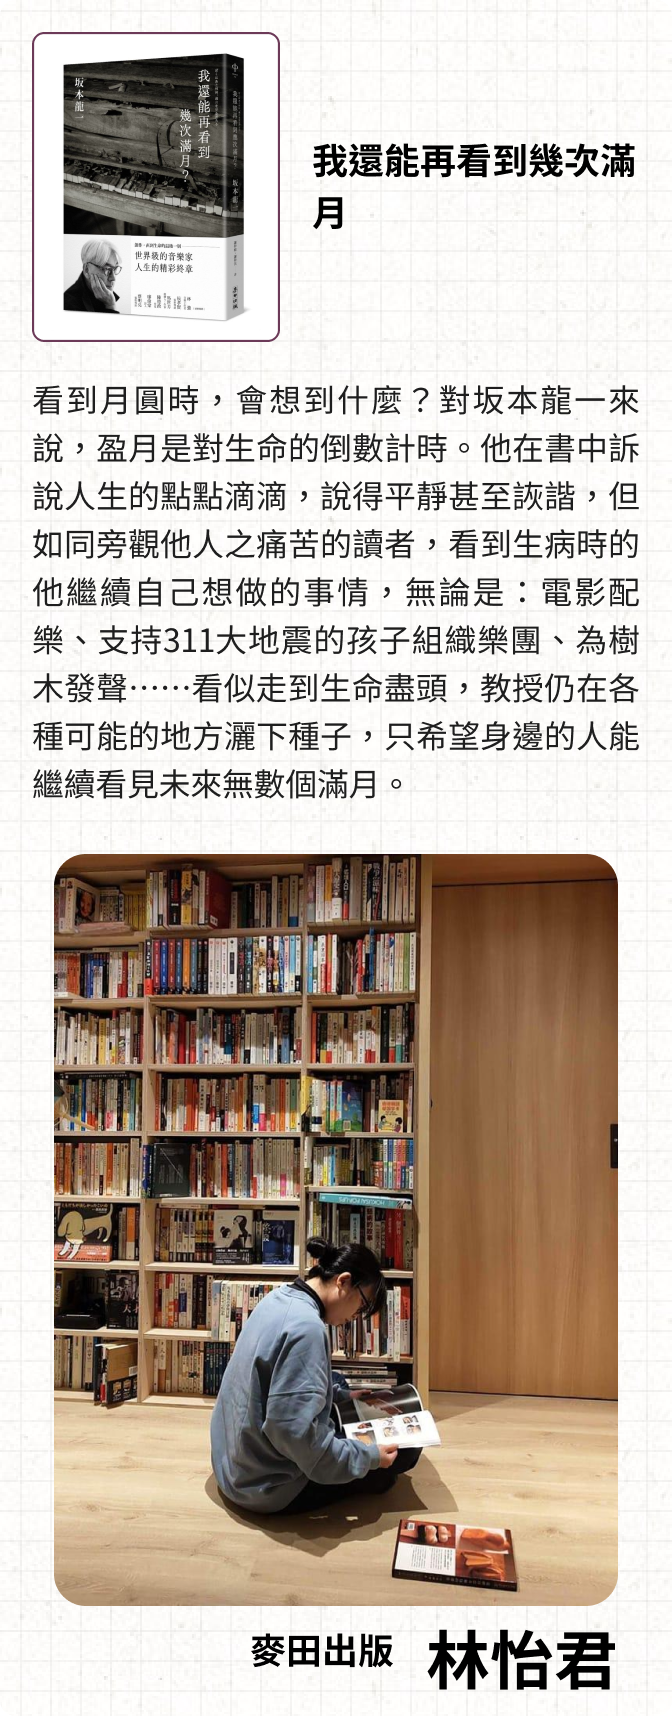 我還能再看到
幾次滿月?
坂本龍一
世界級的音樂家
人生的精彩終章
我還能再看到幾次滿
月
看到月圓時,會想到什麼?對坂本龍一來
說,盈月是對生命的倒數計時。他在書中訴
說人生的點點滴滴,說得平靜甚至詼諧,但
如同旁觀他人之痛苦的讀者,看到生病時的
他繼續自己想做的事情,無論是:電影配
樂、支持311大地震的孩子組織樂團、為樹
木發聲……看似走到生命盡頭,教授仍在各
種可能的地方灑下種子,只希望身邊的人能
繼續看見未來無數個滿月。
麥田出版 林怡君